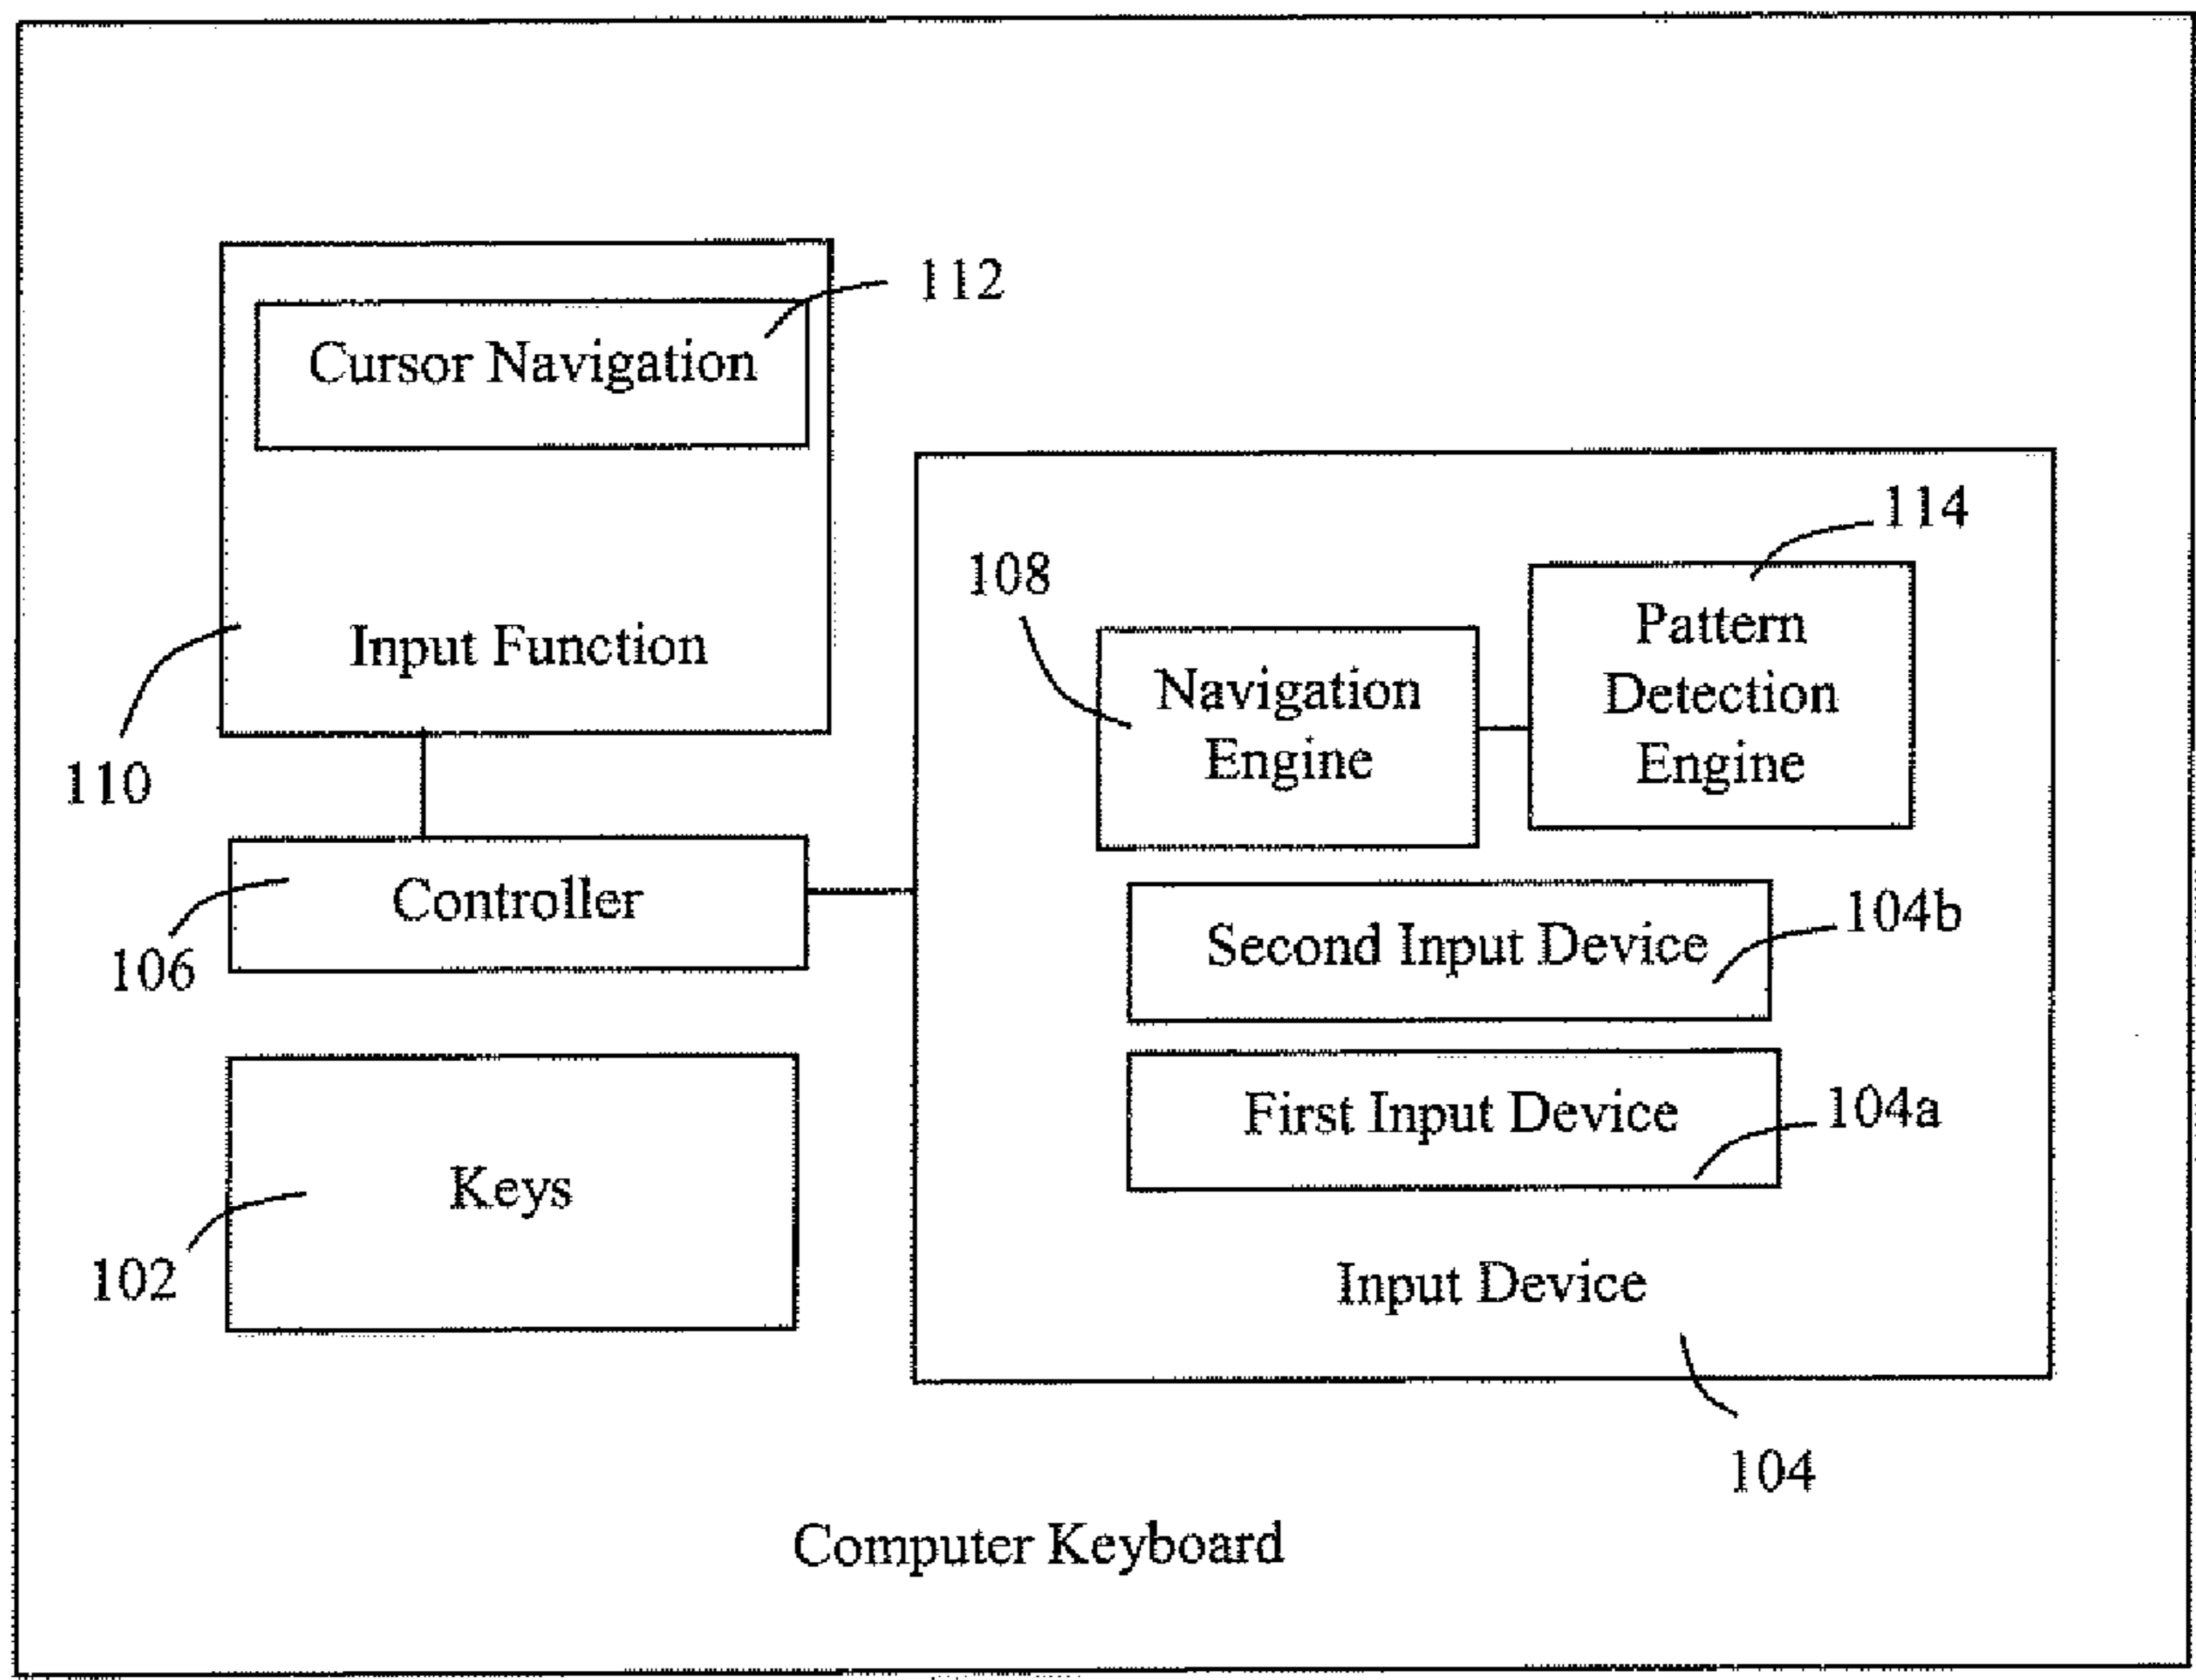 112
Cursor Navigation
Input Function
110
Controller
106
Keys
102
114
108
Pattern
Detection
Engine
Navigation
Engine
104b
Second Input Device
104a
First Input Device
Input Device
104
Computer Keyboard